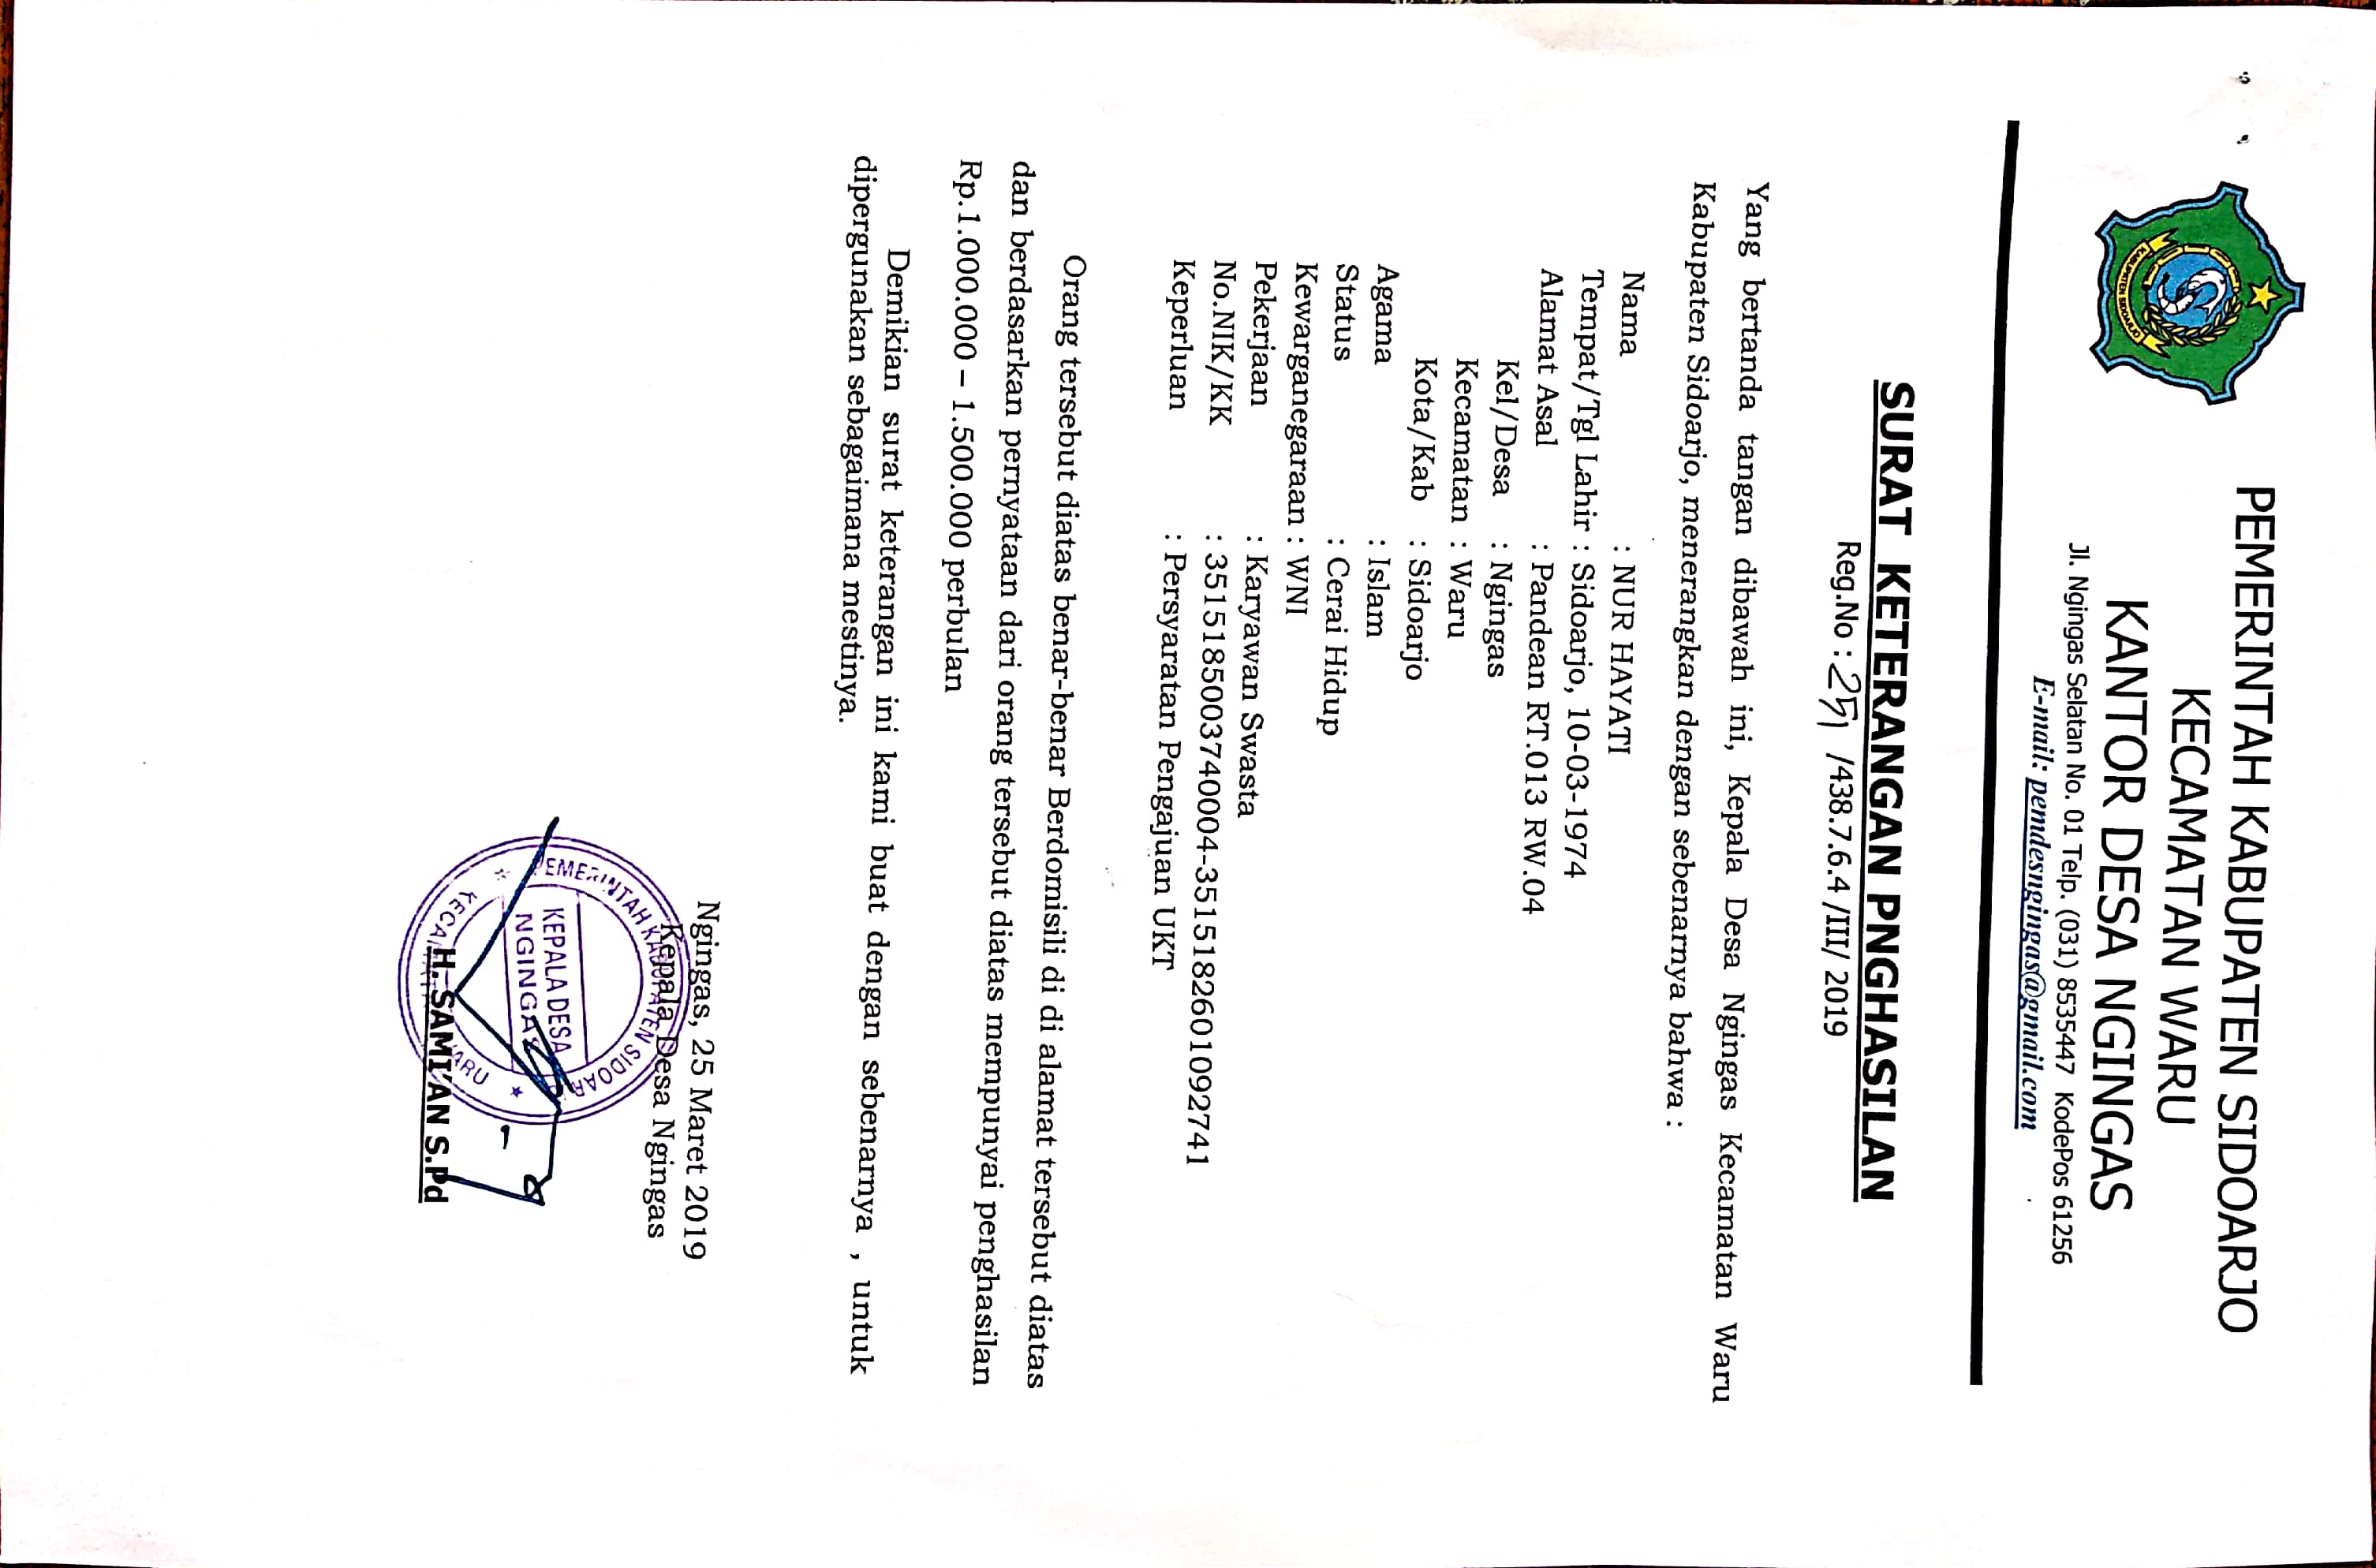 PEMERINTAH KABUPATEN SIDOARJO
KECAMATAN WARU
KANTOR DESA NGINGAS
Jl. Ngingas Selatan No. 01 Telp. (031) 8535447 KodePos 61256
E-mail: pemdesngingas@gmail.com
KABUPATEN SIDOARJO
SURAT KETERANGAN PNGHASILAN
Reg.No : 251 /438.7.6.4 /III/ 2019
Yang bertanda tangan dibawah ini, Kepala Desa Ngingas Kecamatan Waru
Kabupaten Sidoarjo, menerangkan dengan sebenarnya bahwa :
Nama : NUR HAYATI
Tempat/Tgl Lahir : Sidoarjo, 10-03-1974
Alamat Asal : Pandean RT.013 RW.04
Kel/Desa : Ngingas
Kecamatan : Waru
Kota/Kab : Sidoarjo
Agama : Islam
Status : Cerai Hidup
Kewarganegaraan : WNI
Pekerjaan : Karyawan Swasta
No.NIK/KK : 3515185003740004-3515182601092741
Keperluan : Persyaratan Pengajuan UKT
Orang tersebut diatas benar-benar Berdomisili di di alamat tersebut diatas
dan berdasarkan pernyataan dari orang tersebut diatas mempunyai penghasilan
Rp.1.000.000 – 1.500.000 perbulan
Demikian surat keterangan ini kami buat dengan sebenarnya , untuk
dipergunakan sebagaimana mestinya.
Ngingas, 25 Maret 2019
Kepala Desa Ngingas
PEMERINTAH KABUPATEN SIDOAR
KEPALA DESA
NGINGAS
WARU
H. SAMI'AN S.Pd